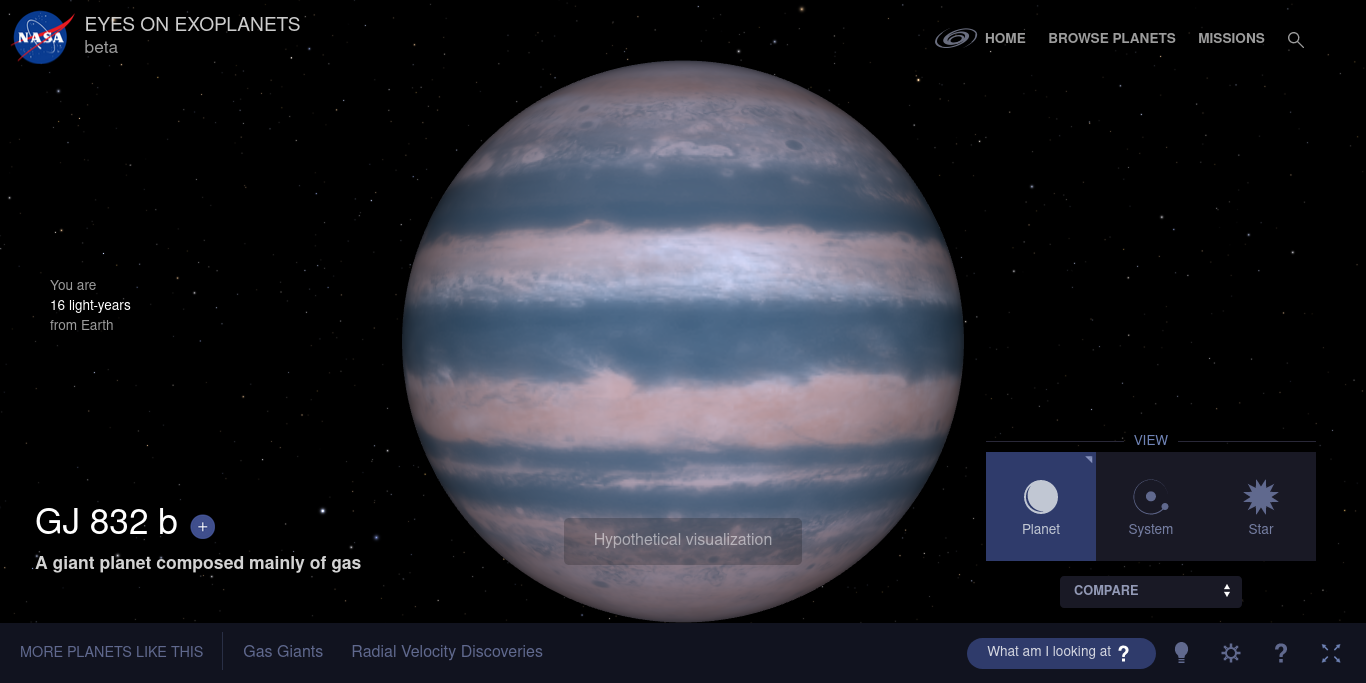 NASA
EYES ON EXOPLANETS
beta
HOME
BROWSE PLANETS
MISSIONS
You are
16 light-years
from Earth
VIEW
Planet
System
Star
GJ 832 b +
A giant planet composed mainly of gas
Hypothetical visualization
COMPARE
MORE PLANETS LIKE THIS
Gas Giants
Radial Velocity Discoveries
What am I looking at ?
?